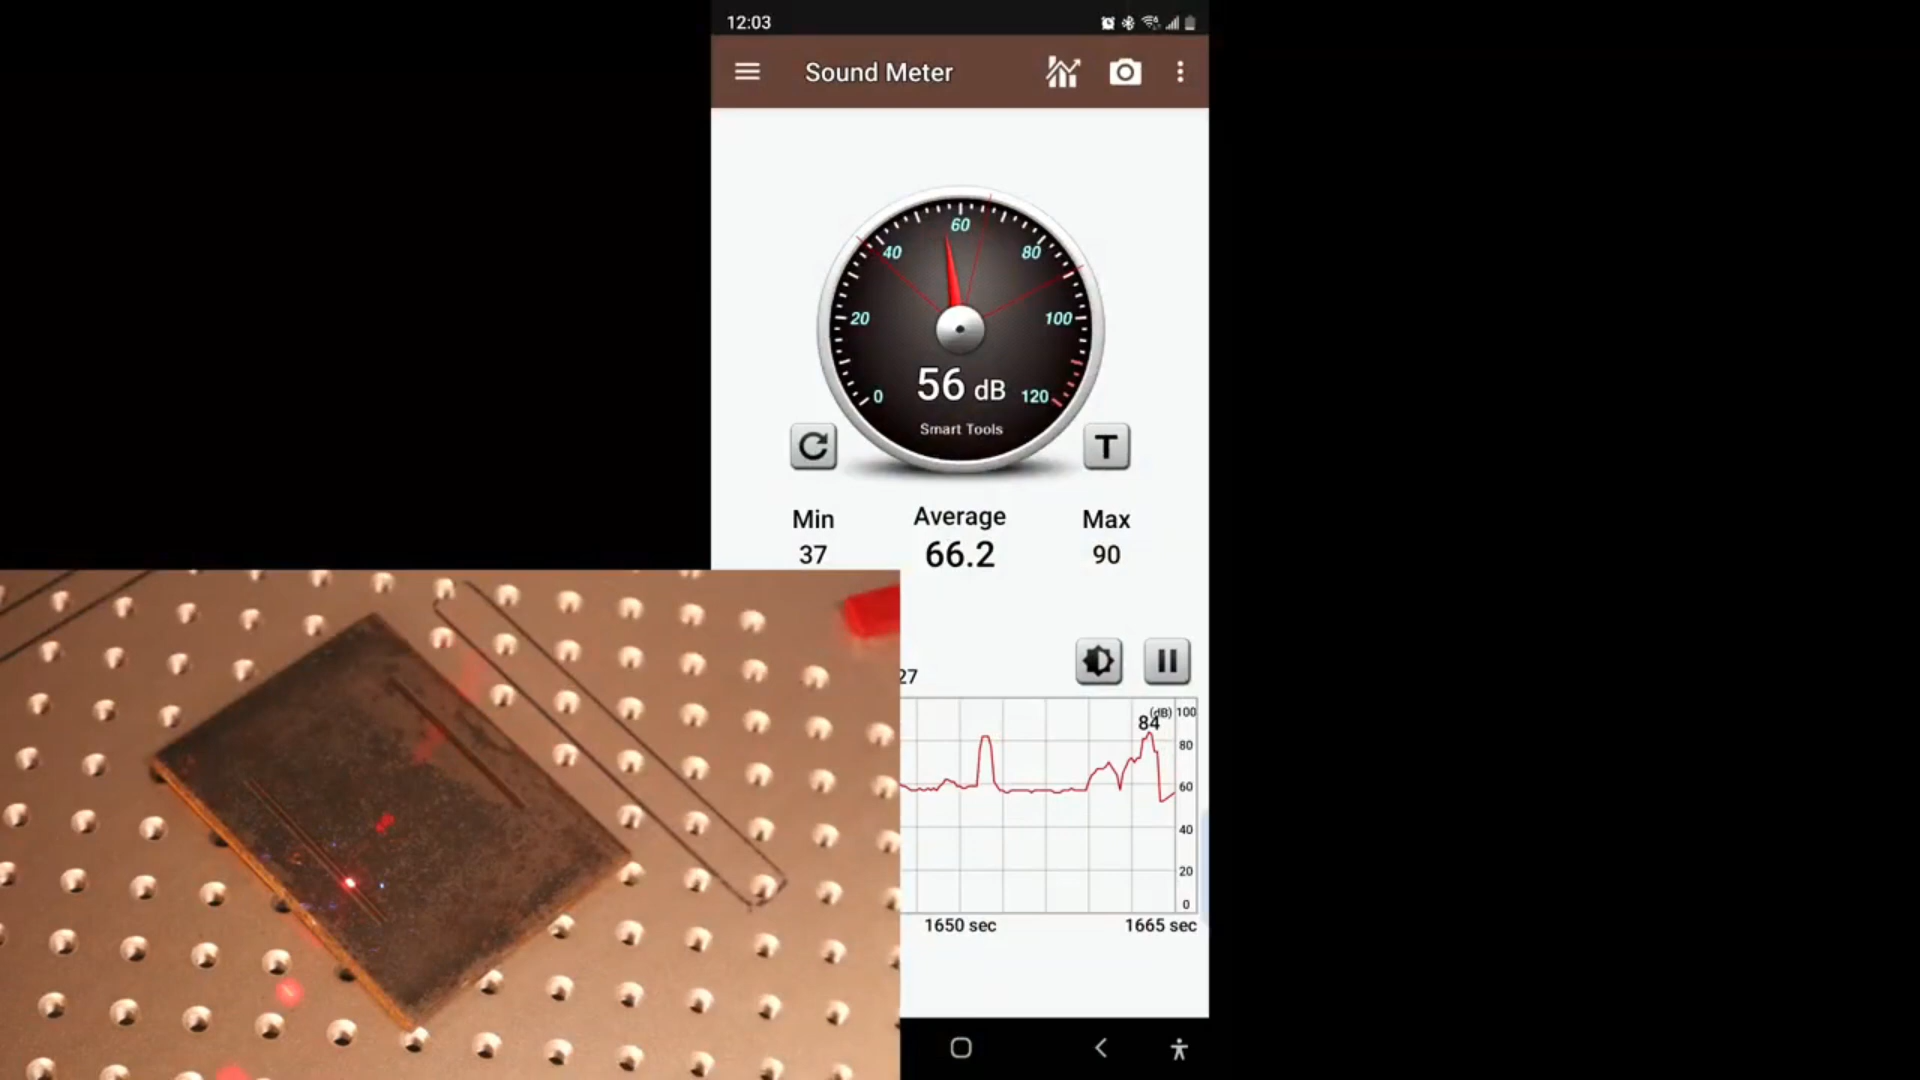 12:03
Sound Meter
60
40
80
20
100
0
120
56 dB
Smart Tools
T
Min
Average
Max
37
66.2
90
27
(dB)
100
84
80
60
40
20
0
1650 sec
1665 sec